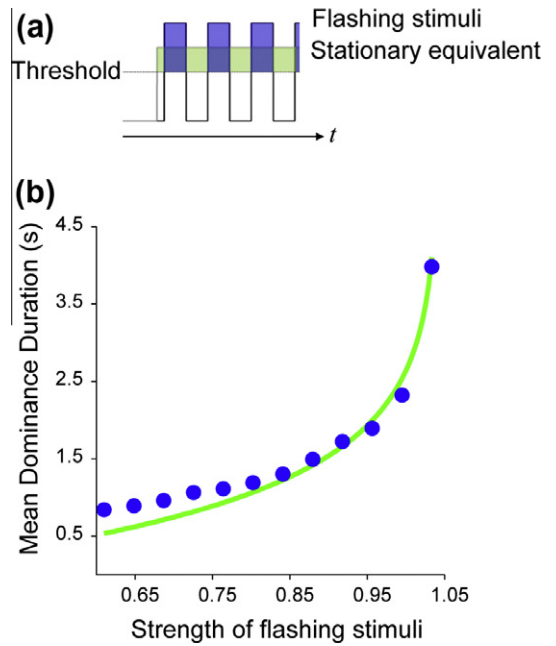 (a)
Flashing stimuli
Stationary equivalent
Threshold
t
(b)
Mean Dominance Duration (s)
4.5
3.5
2.5
1.5
0.5
0.65 0.75 0.85 0.95 1.05
Strength of flashing stimuli